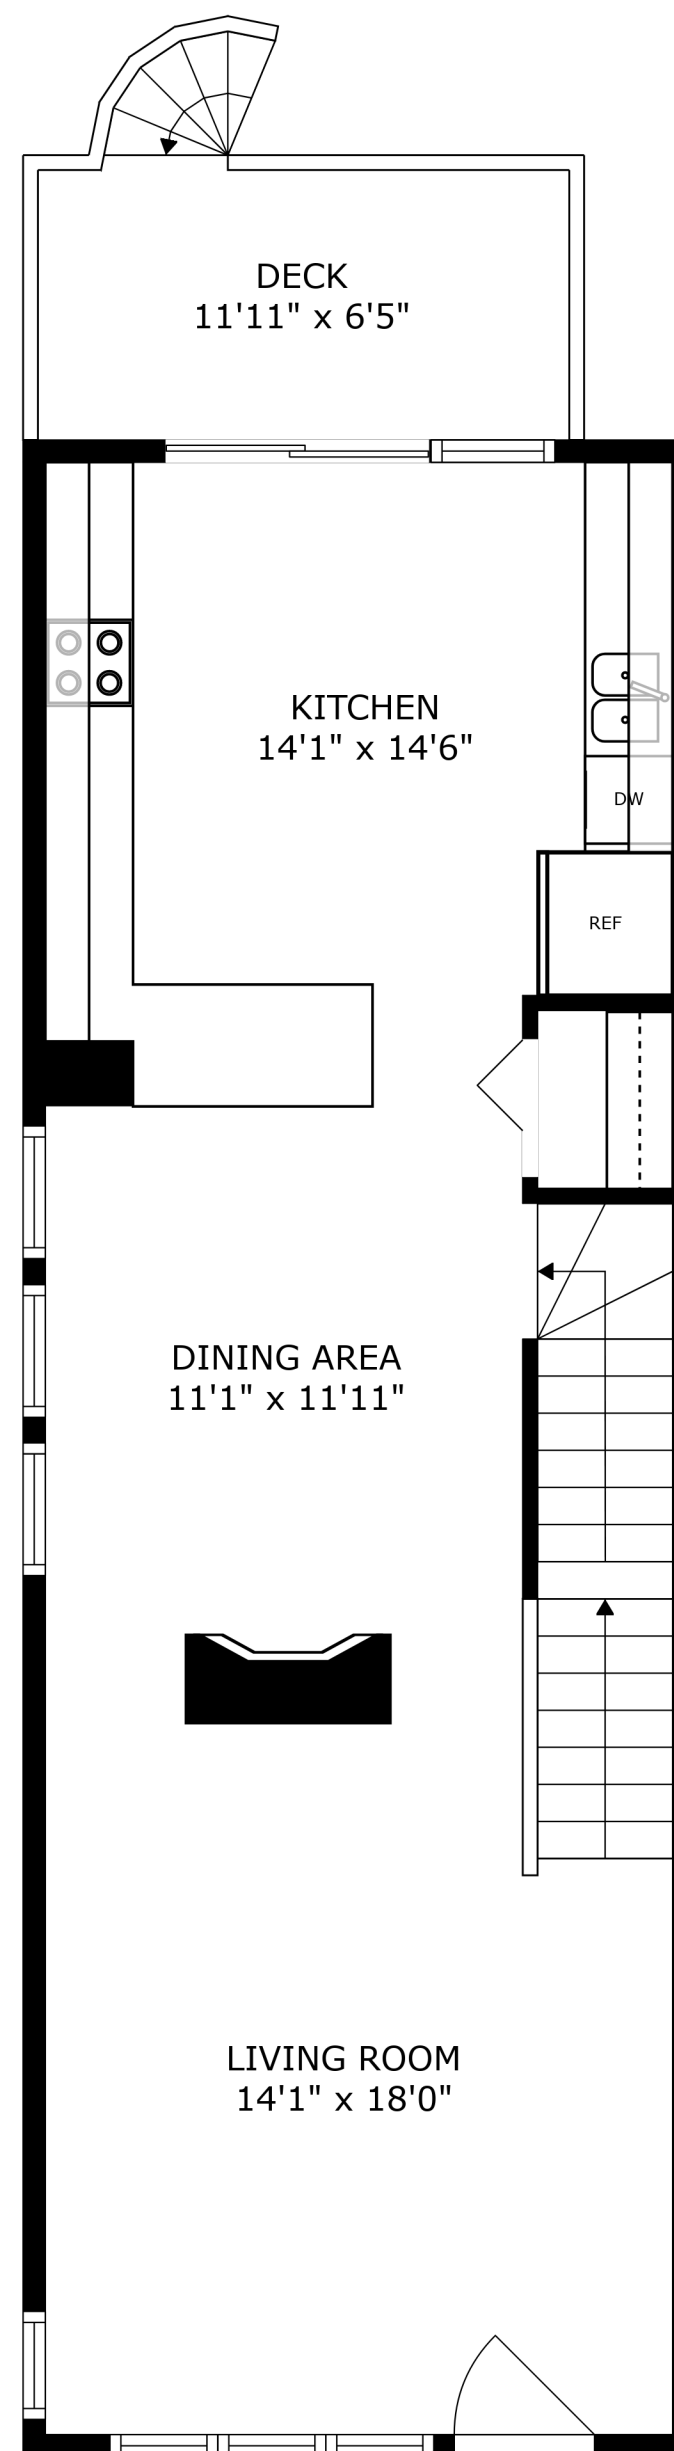 DECK
11'11" x 6'5"
KITCHEN
14'1" x 14'6"
DW
REF
DINING AREA
11'1" x 11'11"
LIVING ROOM
14'1" x 18'0"